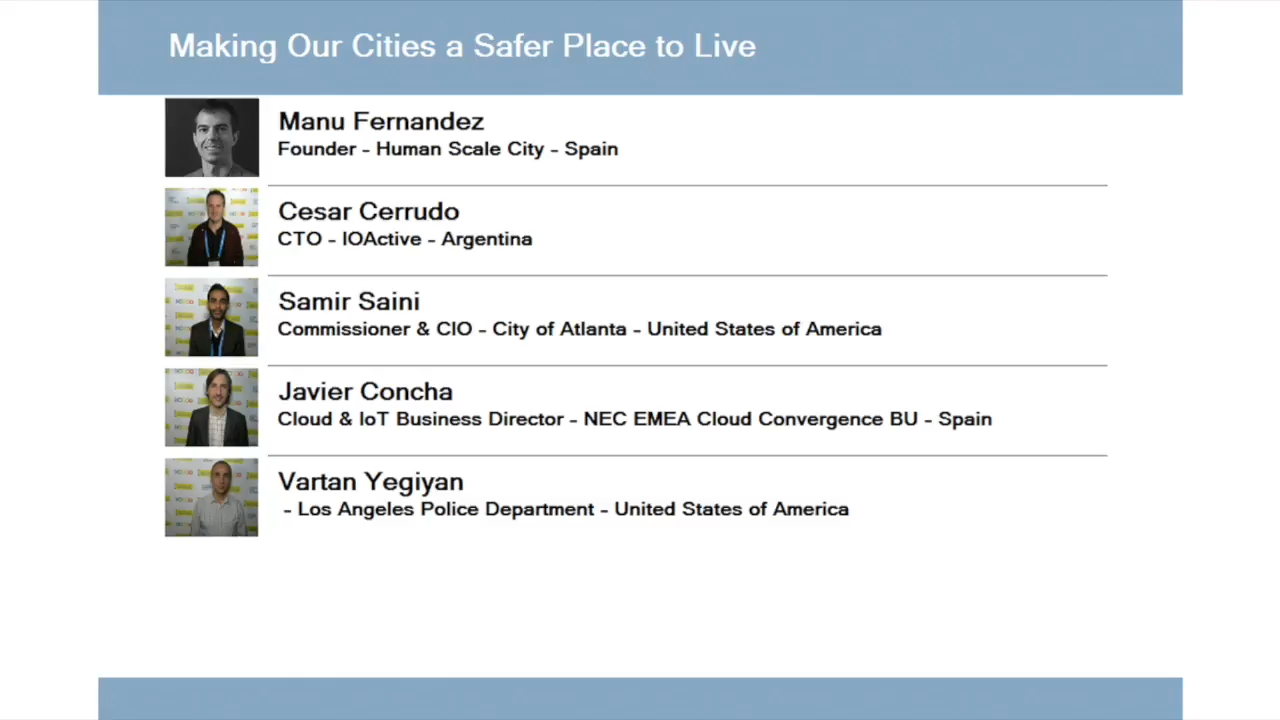 Making Our Cities a Safer Place to Live
Manu Fernandez
Founder - Human Scale City - Spain
Cesar Cerrudo
CTO - IOActive - Argentina
Samir Saini
Commissioner & CIO - City of Atlanta - United States of America
Javier Concha
Cloud & IoT Business Director - NEC EMEA Cloud Convergence BU - Spain
Vartan Yegiyan
- Los Angeles Police Department - United States of America